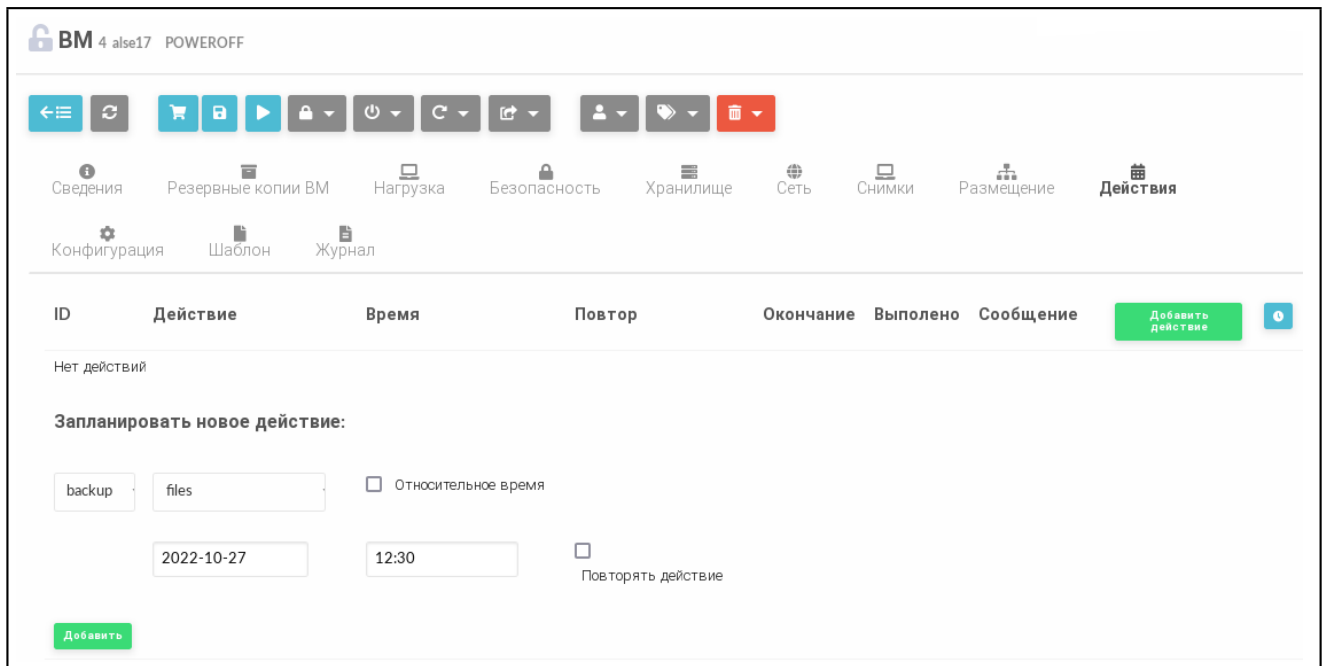 ВМ 4 alse17 POWEROFF
Сведения Резервные копии ВМ Нагрузка Безопасность Хранилище Сеть Снимки Размещение Действия
Конфигурация Шаблон Журнал
ID Действие Время Повтор Окончание Выполено Сообщение Добавить действие
Нет действий
Запланировать новое действие:
backup files Относительное время
2022-10-27 12:30
Повторять действие
Добавить